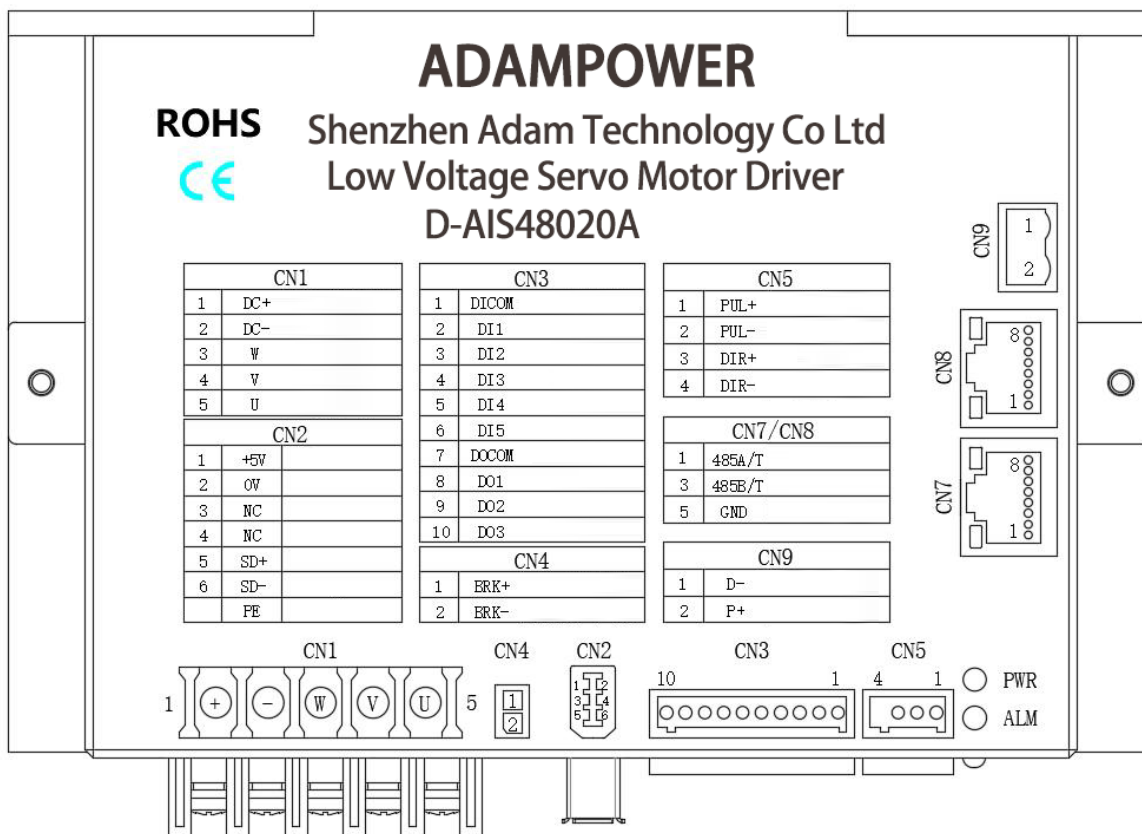 ADAMPOWER
ROHS
CE
Shenzhen Adam Technology Co Ltd
Low Voltage Servo Motor Driver
D-AIS48020A
CN1
1 DC+
2 DC-
3 W
4 V
5 U
CN2
1 +5V
2 0V
3 NC
4 NC
5 SD+
6 SD-
PE
CN3
1 DICOM
2 DI1
3 DI2
4 DI3
5 DI4
6 DI5
7 DOCOM
8 DO1
9 DO2
10 DO3
CN4
1 BRK+
2 BRK-
CN5
1 PUL+
2 PUL-
3 DIR+
4 DIR-
CN7/CN8
1 485A/T
3 485B/T
5 GND
CN9
1 D-
2 P+
CN9
1
2
CN8
8
1
CN7
8
1
CN1
1 + - W V U 5
CN4
1
2
CN2
1 2
3 4
5 6
CN3
10 1
CN5
4 1
PWR
ALM